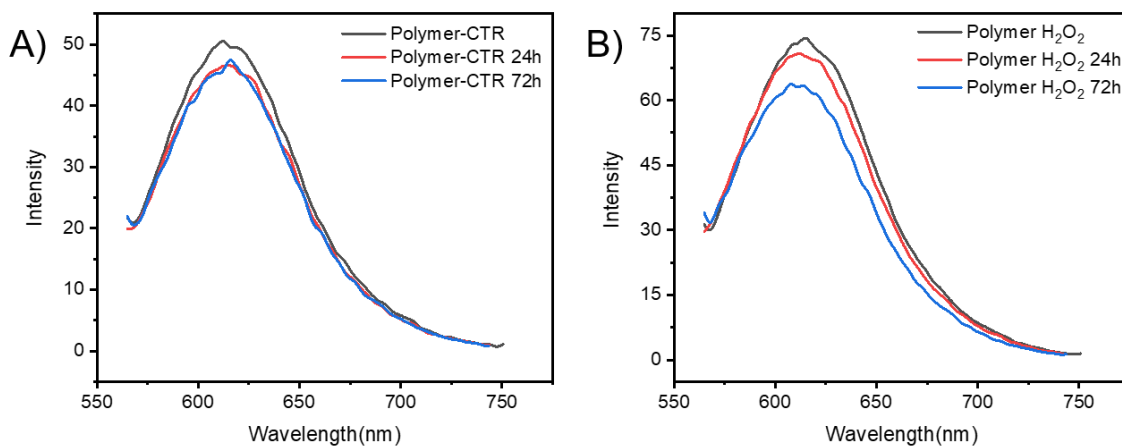 A)
Polymer-CTR
Polymer-CTR 24h
Polymer-CTR 72h
50
40
30
20
10
0
Intensity
550
600
650
700
750
Wavelength(nm)
B)
Polymer H₂O₂
Polymer H₂O₂ 24h
Polymer H₂O₂ 72h
75
60
45
30
15
0
Intensity
550
600
650
700
750
Wavelength(nm)